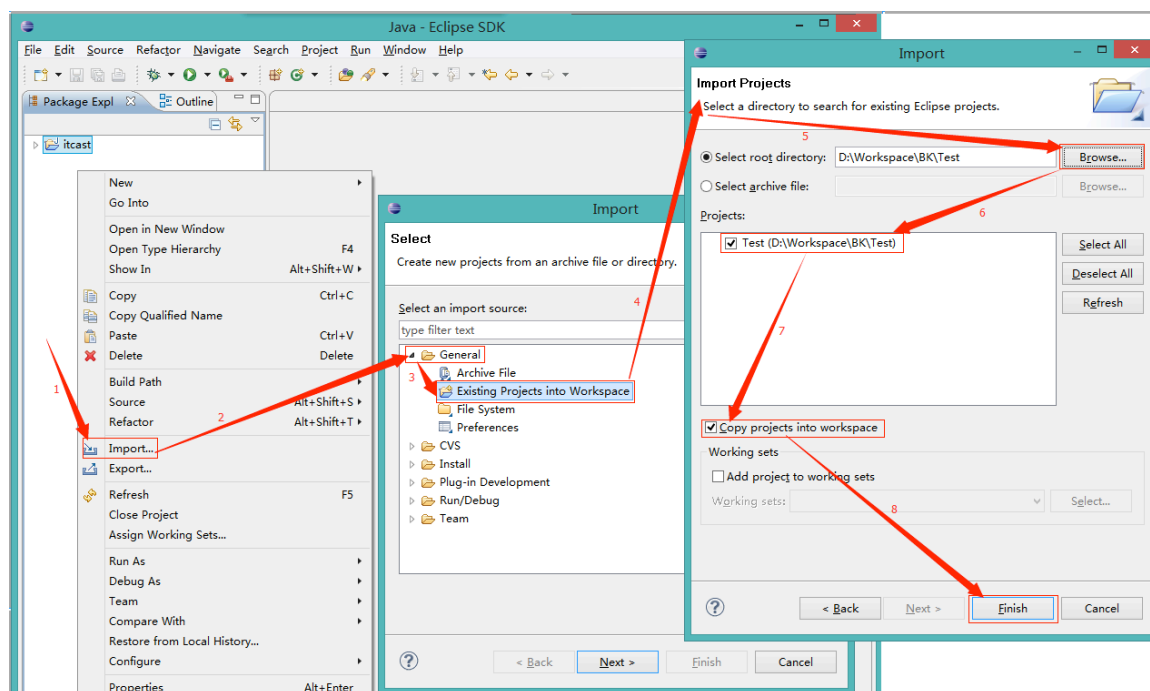 Java - Eclipse SDK
File Edit Source Refactor Navigate Search Project Run Window Help
Package Expl Outline
itcast
New
Go Into
Open in New Window
Open Type Hierarchy F4
Show In Alt+Shift+W
Copy Ctrl+C
Copy Qualified Name
Paste Ctrl+V
Delete Delete
Build Path
Source Alt+Shift+S
Refactor Alt+Shift+T
Import...
Export...
Refresh F5
Close Project
Assign Working Sets...
Run As
Debug As
Team
Compare With
Restore from Local History...
Configure
Properties Alt+Enter
1
2
Import
Select
Create new projects from an archive file or directory.
Select an import source:
type filter text
General
Archive File
Existing Projects into Workspace
File System
Preferences
CVS
Install
Plug-in Development
Run/Debug
Team
3
4
< Back Next > Finish Cancel
Import
Import Projects
Select a directory to search for existing Eclipse projects.
5
Select root directory: D:\Workspace\BK\Test Browse...
Select archive file: Browse...
6
Projects:
Test (D:\Workspace\BK\Test) Select All
Deselect All
Refresh
7
Copy projects into workspace
Working sets
Add project to working sets
Working sets: Select...
8
< Back Next > Finish Cancel